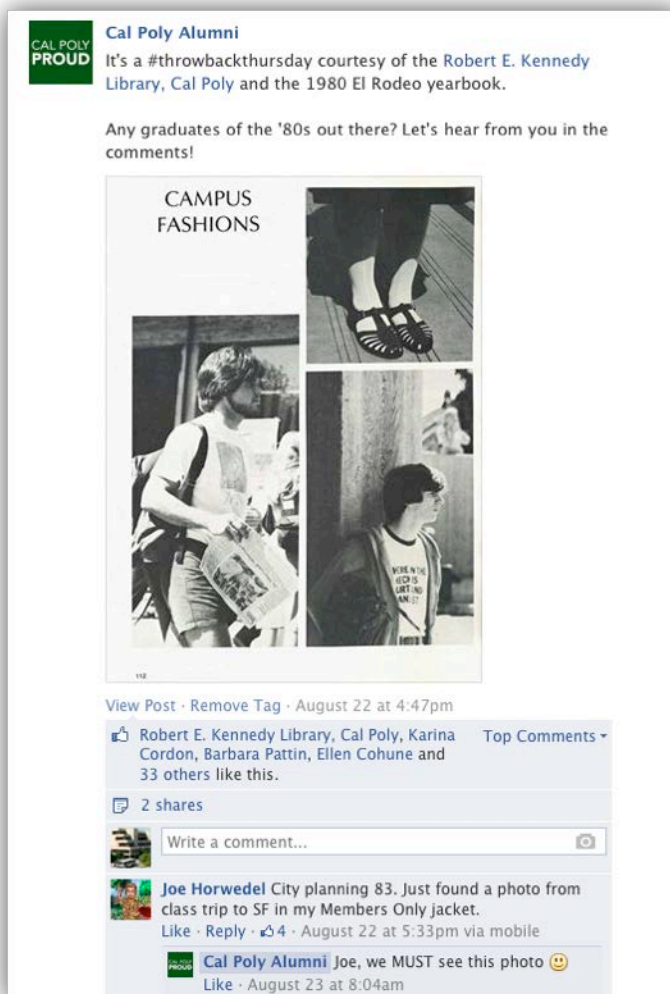 CAL POLY
PROUD
Cal Poly Alumni
It's a #throwbackthursday courtesy of the Robert E. Kennedy
Library, Cal Poly and the 1980 El Rodeo yearbook.
Any graduates of the '80s out there? Let's hear from you in the
comments!
CAMPUS
FASHIONS
112
View Post · Remove Tag · August 22 at 4:47pm
Robert E. Kennedy Library, Cal Poly, Karina
Cordon, Barbara Pattin, Ellen Cohune and
33 others like this.
Top Comments
2 shares
Write a comment...
Joe Horwedel City planning 83. Just found a photo from
class trip to SF in my Members Only jacket.
Like · Reply · 4 · August 22 at 5:33pm via mobile
CAL POLY
PROUD
Cal Poly Alumni Joe, we MUST see this photo 🙂
Like · August 23 at 8:04am